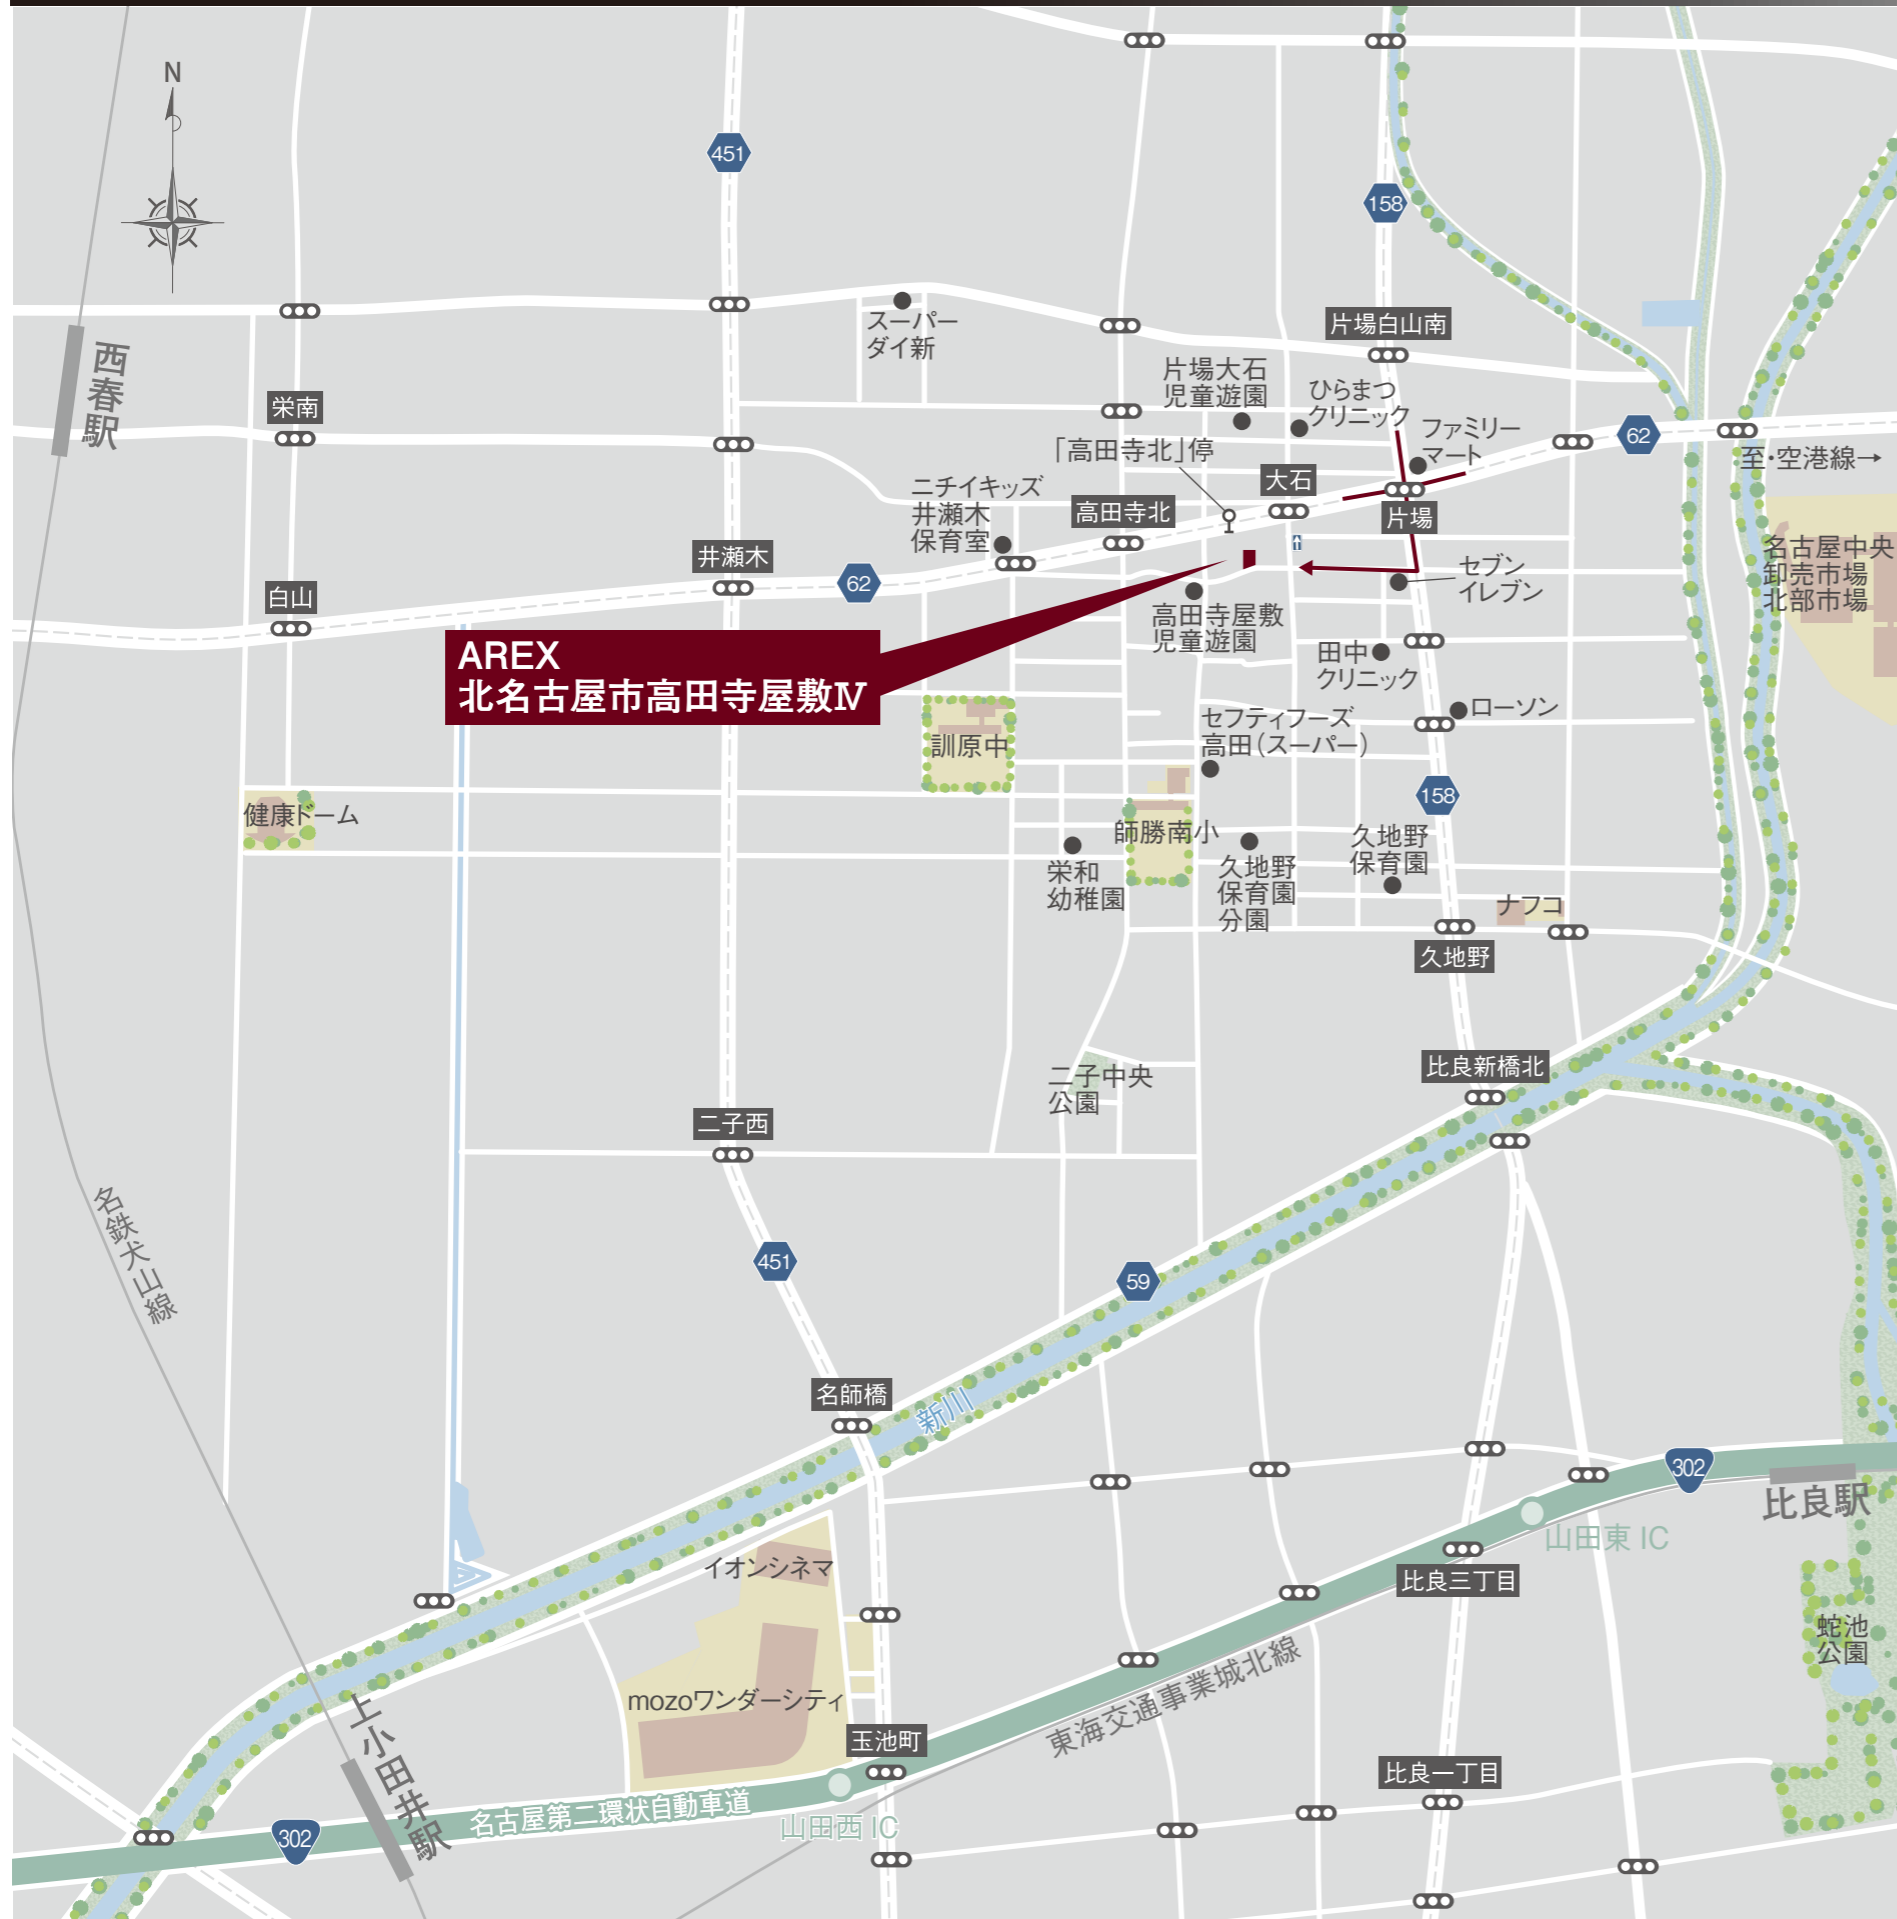 N
451
158
スーパー
ダイ新
片場白山南
西春駅
栄南
片場大石
児童遊園
ひらまつ
クリニック
ファミリー
マート
62
至・空港線→
「高田寺北」停
大石
ニチイキッズ
井瀬木
保育室
高田寺北
片場
井瀬木
62
白山
セブン
イレブン
名古屋中央
卸売市場
北部市場
高田寺屋敷
児童遊園
AREX
北名古屋市高田寺屋敷Ⅳ
田中
クリニック
ローソン
訓原中
セフティフーズ
高田（スーパー）
158
健康ドーム
師勝南小
栄和
幼稚園
久地野
保育園
分園
久地野
保育園
ナフコ
久地野
二子中央
公園
比良新橋北
二子西
名鉄犬山線
451
59
名師橋
新川
302
比良駅
山田東 IC
イオンシネマ
比良三丁目
蛇池
公園
mozoワンダーシティ
東海交通事業城北線
上小田井駅
玉池町
比良一丁目
名古屋第二環状自動車道
山田西 IC
302